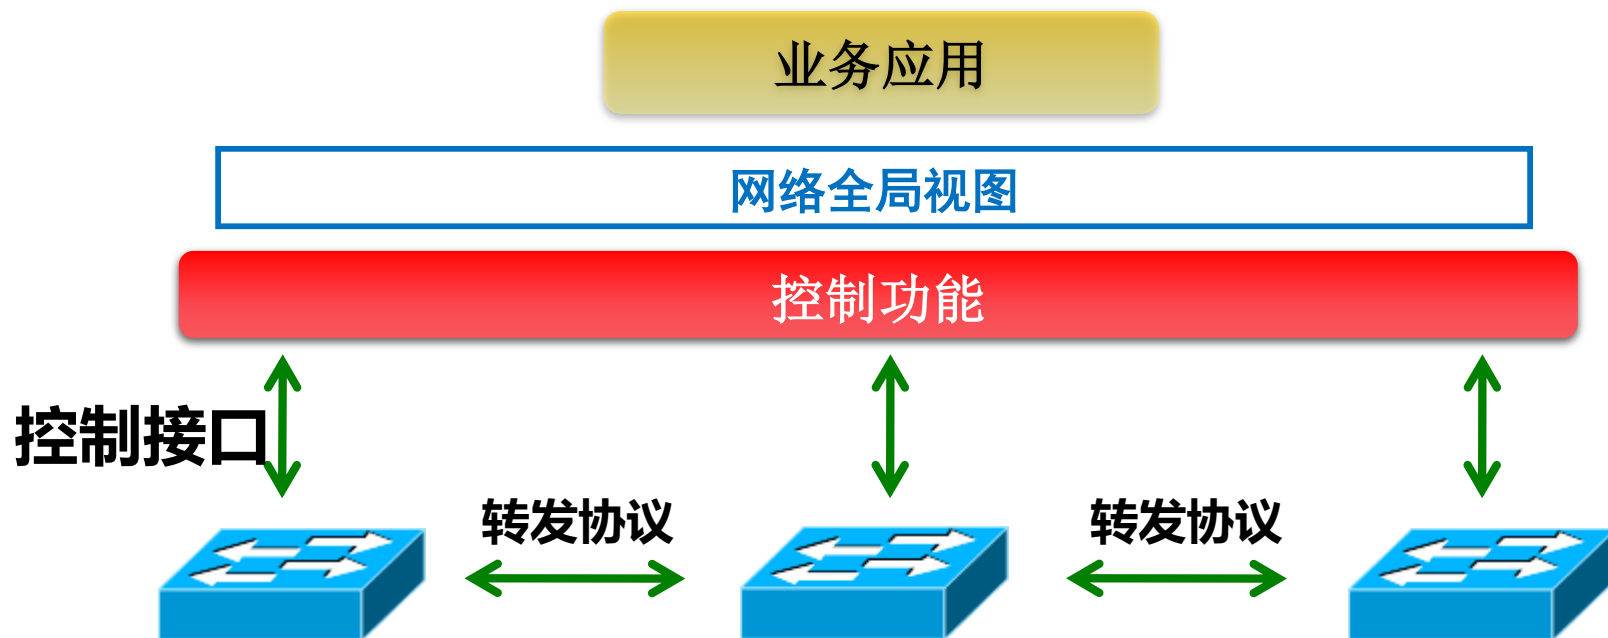 业务应用
网络全局视图
控制功能
控制接口
转发协议
转发协议